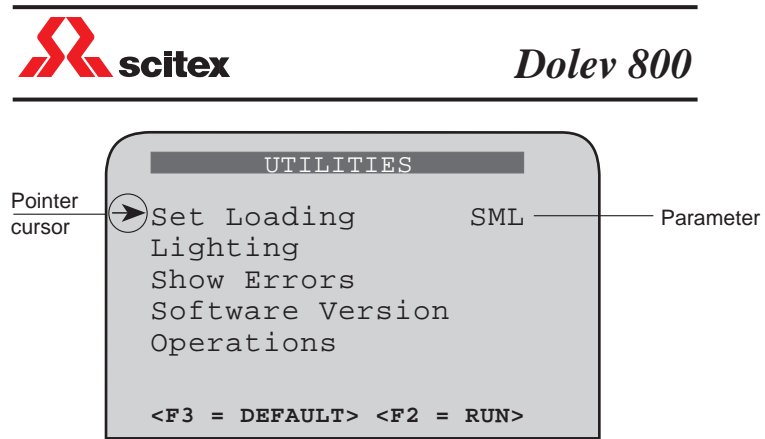 scitex
Dolev 800
UTILITIES
Pointer
cursor
Set Loading SML
Parameter
Lighting
Show Errors
Software Version
Operations
<F3 = DEFAULT> <F2 = RUN>